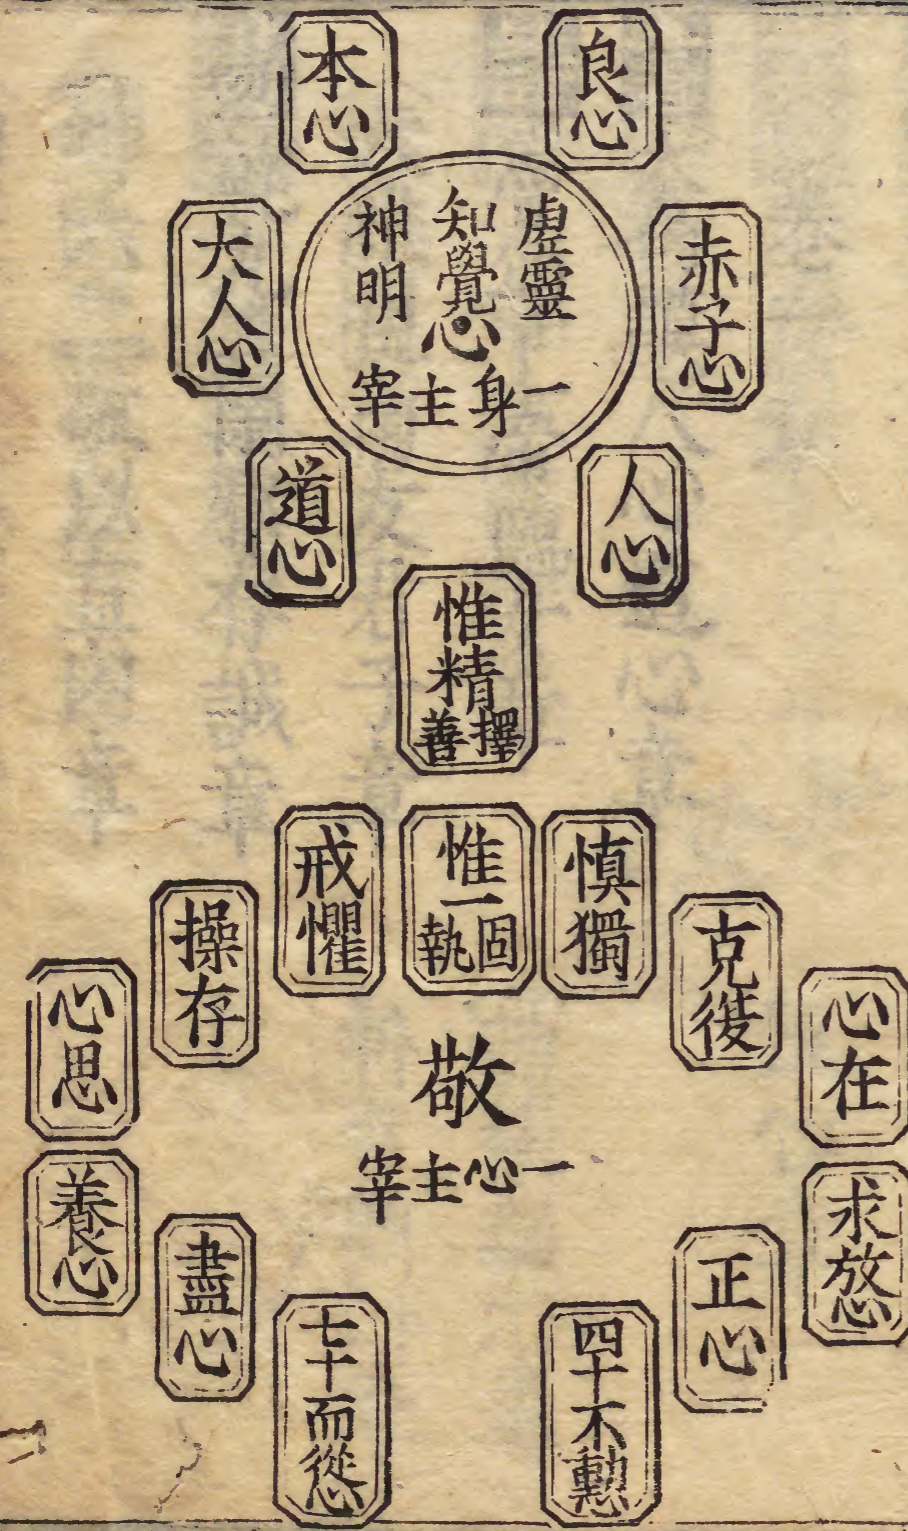 良心
本心
虛靈
知覺
神明
心
一身主宰
赤子心
大人心
人心
道心
惟精
擇善
慎獨
克復
心在
求放心
正心
四十不動心
惟一
固執
戒懼
操存
心思
養心
盡心
七十而從心
敬
一心主宰